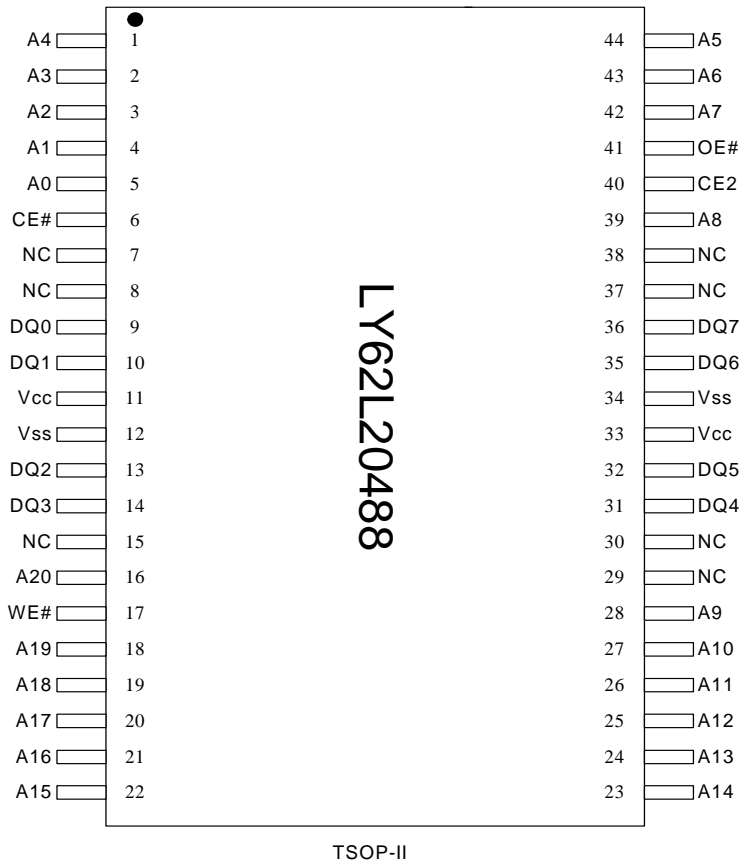 A4 1 44 A5
A3 2 43 A6
A2 3 42 A7
A1 4 41 OE#
A0 5 40 CE2
CE# 6 39 A8
NC 7 38 NC
NC 8 37 NC
DQ0 9 36 DQ7
DQ1 10 35 DQ6
Vcc 11 34 Vss
Vss 12 33 Vcc
DQ2 13 32 DQ5
DQ3 14 31 DQ4
NC 15 30 NC
A20 16 29 NC
WE# 17 28 A9
A19 18 27 A10
A18 19 26 A11
A17 20 25 A12
A16 21 24 A13
A15 22 23 A14
LY62L20488
TSOP-II